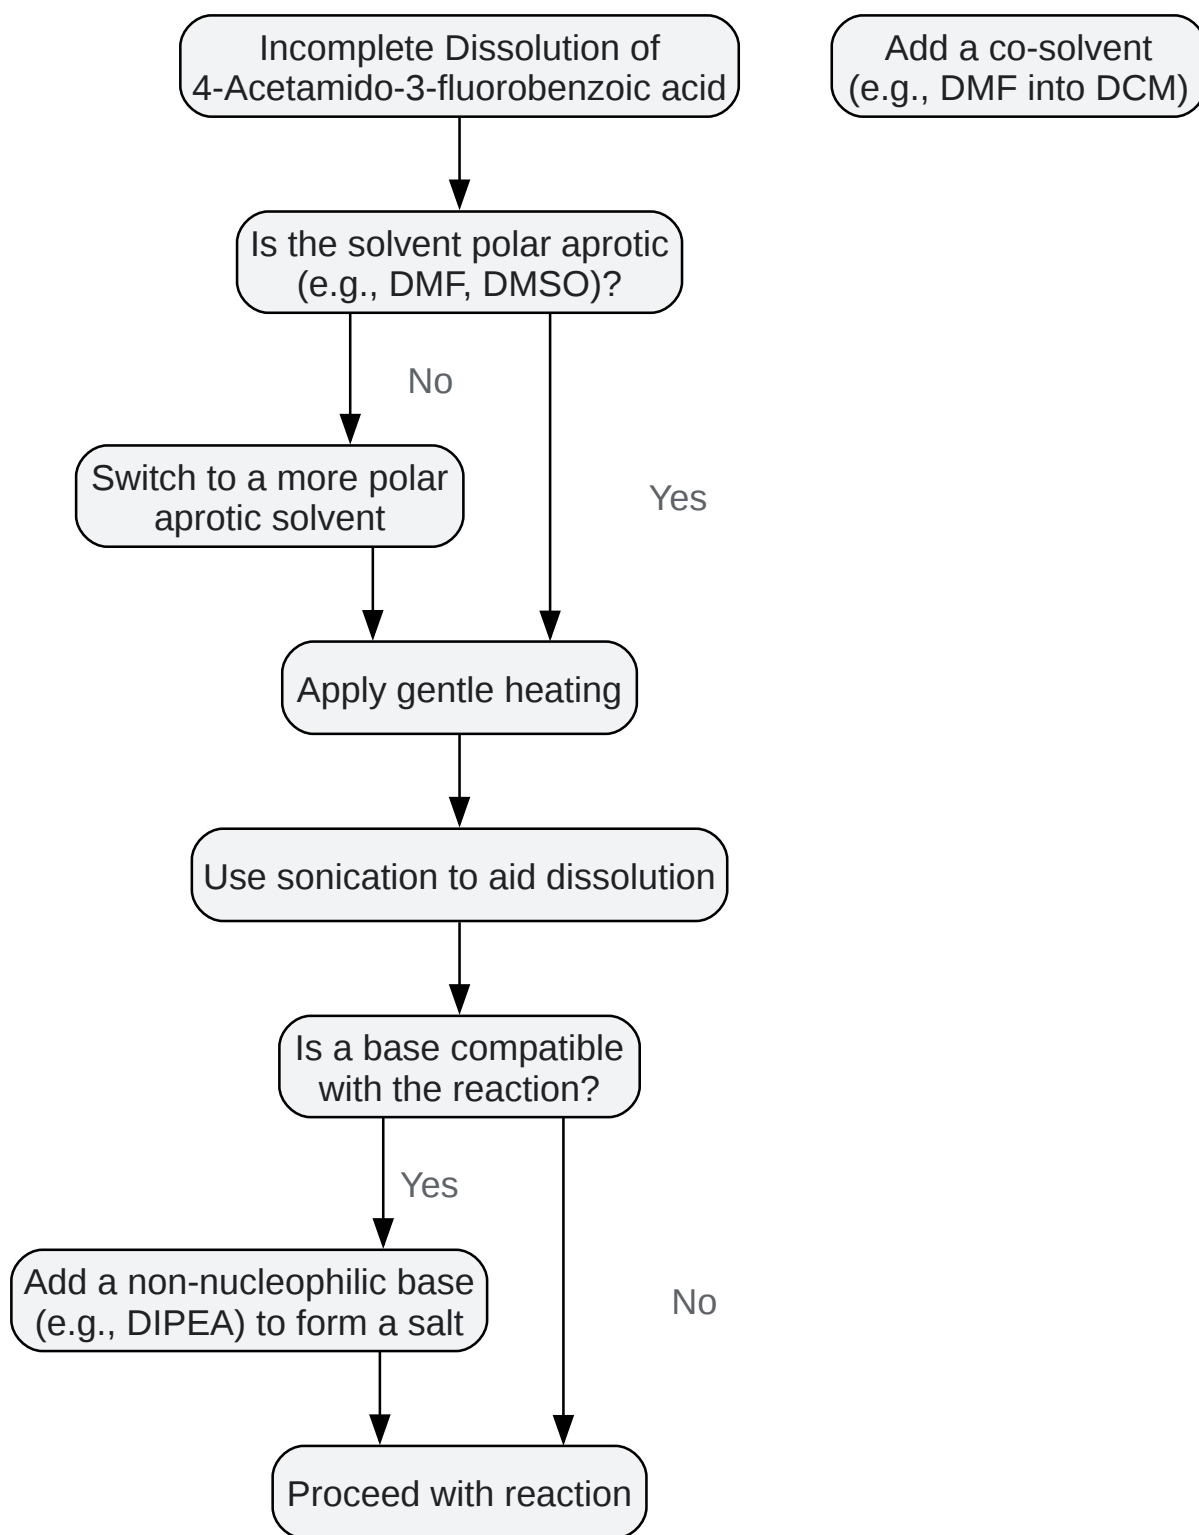 Incomplete Dissolution of
4-Acetamido-3-fluorobenzoic acid
Add a co-solvent
(e.g., DMF into DCM)
Is the solvent polar aprotic
(e.g., DMF, DMSO)?
No
Switch to a more polar
aprotic solvent
Yes
Apply gentle heating
Use sonication to aid dissolution
Is a base compatible
with the reaction?
Yes
Add a non-nucleophilic base
(e.g., DIPEA) to form a salt
No
Proceed with reaction